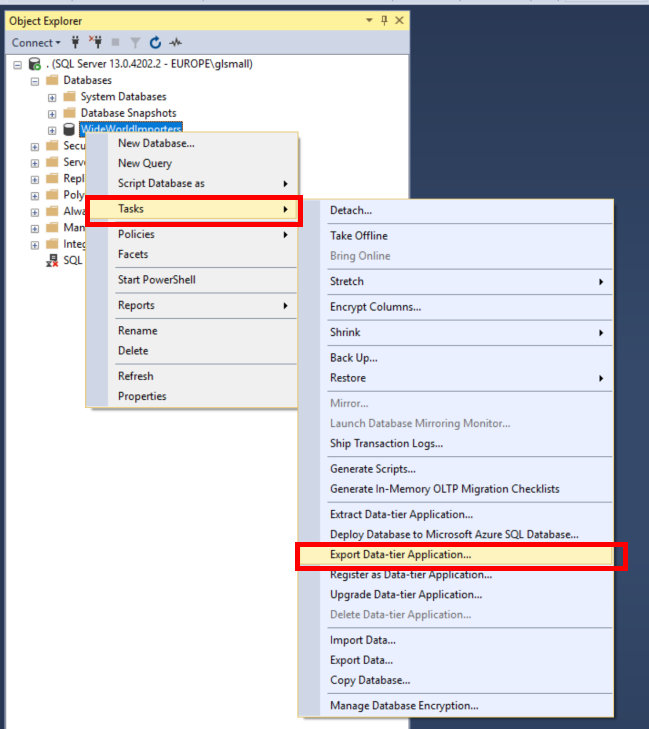 Object Explorer
Connect
. (SQL Server 13.0.4202.2 - EUROPE\glsmall)
Databases
System Databases
Database Snapshots
WideWorldImporters
Secu
Serv
Repl
Poly
Alwa
Man
Integ
SQL
New Database...
New Query
Script Database as
Tasks
Policies
Facets
Start PowerShell
Reports
Rename
Delete
Refresh
Properties
Detach...
Take Offline
Bring Online
Stretch
Encrypt Columns...
Shrink
Back Up...
Restore
Mirror...
Launch Database Mirroring Monitor...
Ship Transaction Logs...
Generate Scripts...
Generate In-Memory OLTP Migration Checklists
Extract Data-tier Application...
Deploy Database to Microsoft Azure SQL Database...
Export Data-tier Application...
Register as Data-tier Application...
Upgrade Data-tier Application...
Delete Data-tier Application...
Import Data...
Export Data...
Copy Database...
Manage Database Encryption...